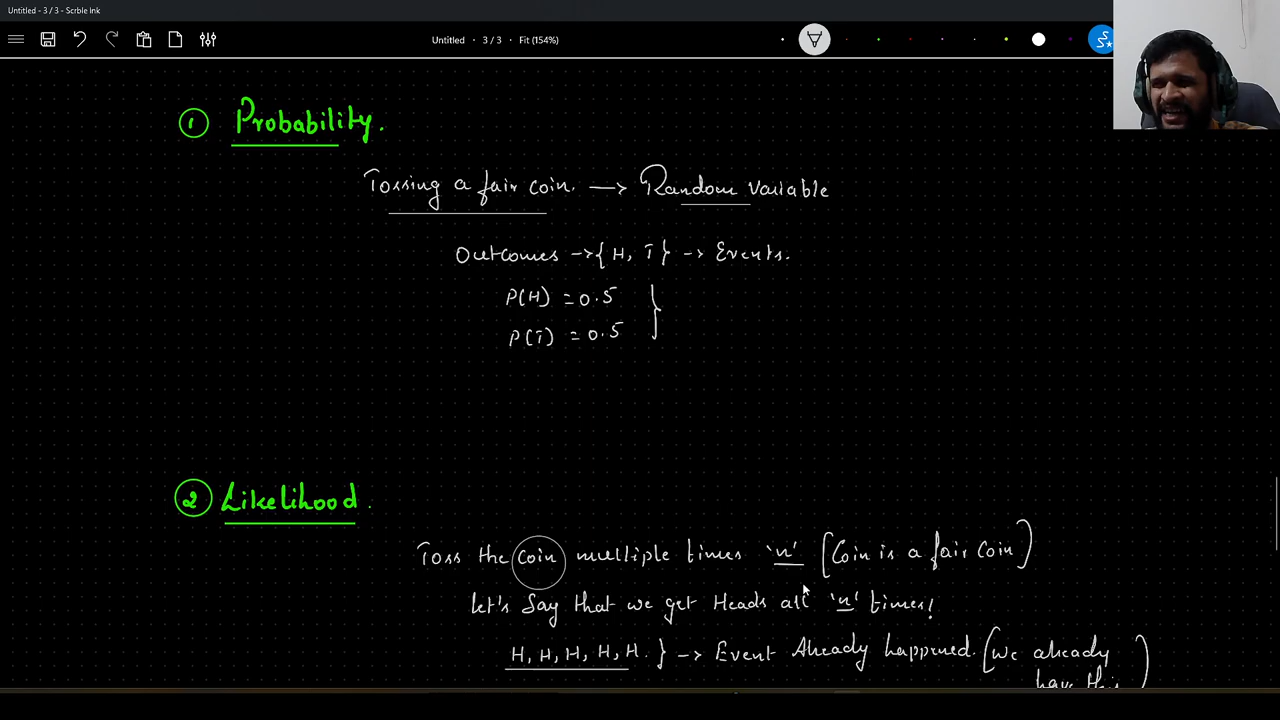 Untitled - 3 / 3 - Scrble Ink
Untitled • 3 / 3 • Fit (154%)
① Probability.
Tossing a fair coin. → Random variable
Outcomes → {H, T} → Events.
P(H) = 0.5
P(T) = 0.5 }
② Likelihood.
Toss the coin multiple times 'n' [Coin is a fair coin]
Let's Say that we get Heads all 'n' times!
H, H, H, H, H. } → Event Already happened. (we already
have this)